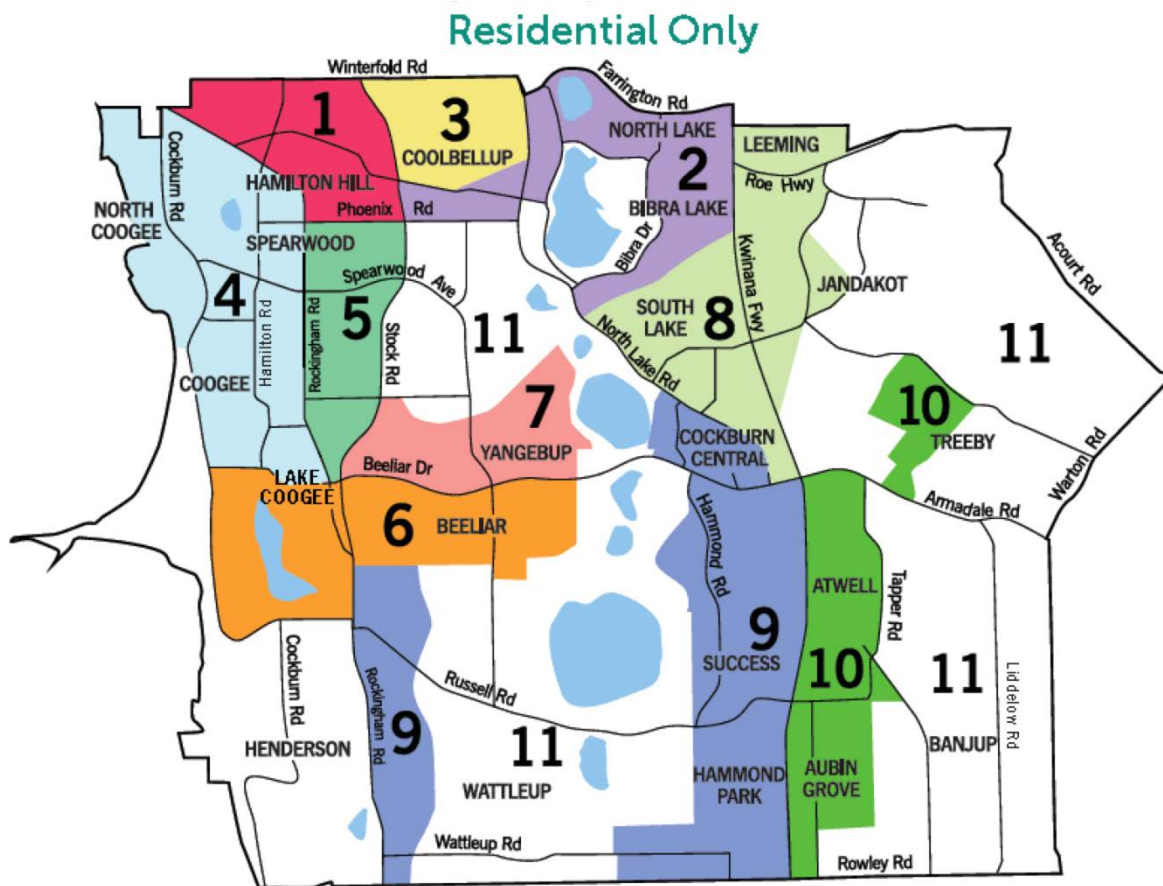 Residential Only
Winterfold Rd
Farrington Rd
1
3
COOLBELLUP
NORTH LAKE
2
BIBRA LAKE
LEEMING
Roe Hwy
Cockburn Rd
HAMILTON HILL
Phoenix Rd
NORTH
COOGEE
SPEARWOOD
Bibra Dr
Kwinana Fwy
Acourt Rd
JANDAKOT
Spearwood Ave
4
5
Hamilton Rd
Rockingham Rd
Stock Rd
11
SOUTH
LAKE
8
North Lake Rd
11
COOGEE
7
YANGEBUP
10
TREEBY
COCKBURN
CENTRAL
Warton Rd
Beeliar Dr
LAKE
COOGEE
6
BEELIAR
Hammond Rd
Armadale Rd
ATWELL
Tapper Rd
9
SUCCESS
10
11
Liddelow Rd
Cockburn Rd
Rockingham Rd
Russell Rd
HENDERSON
9
11
WATTLEUP
BANJUP
HAMMOND
PARK
AUBIN
GROVE
Wattleup Rd
Rowley Rd